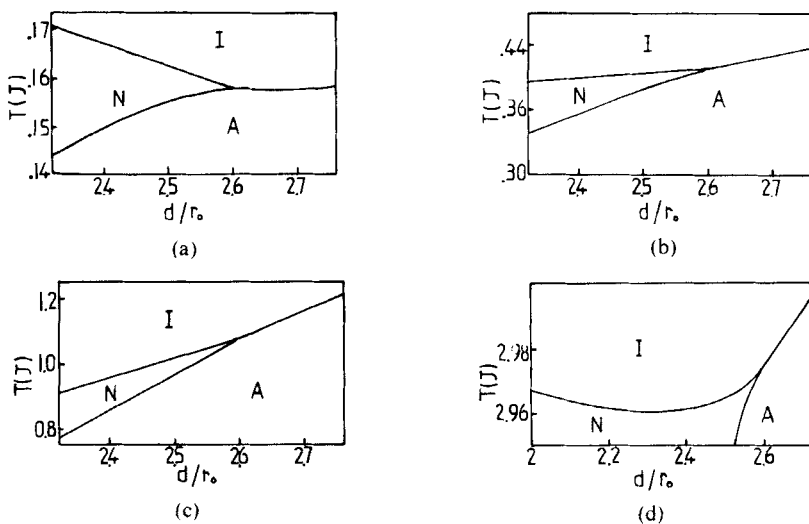 .17
.16
.15
.14
T(J)
I
N
A
2.4 2.5 2.6 2.7
d/r₀
(a)
.44
.36
.30
T(J)
I
N
A
2.4 2.5 2.6 2.7
d/r₀
(b)
1.2
1.0
0.8
T(J)
I
N
A
2.4 2.5 2.6 2.7
d/r₀
(c)
2.98
2.96
T(J)
I
N
A
2 2.2 2.4 2.6
d/r₀
(d)